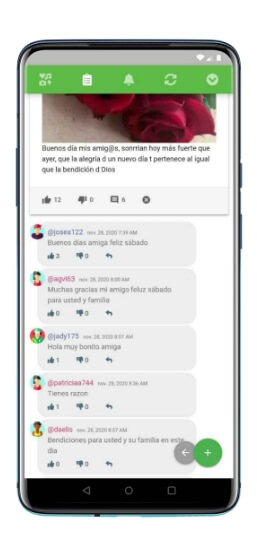 Buenos día mis amig@s, sonrrian hoy más fuerte que
ayer, que la alegría d un nuevo día t pertenece al igual
que la bendición d Dios
12 0 6
@joses122 nov. 28, 2020 7:39 AM
Buenos días amiga feliz sábado
3 0
@agvi63 nov. 28, 2020 8:00 AM
Muchas gracias mi amigo feluz sábado
para usted y familia
0 0
@jady175 nov. 28, 2020 8:07 AM
Hola muy bonito amiga
1 0
@patriciaa744 nov. 28, 2020 8:36 AM
Tienes razon
1 0
@daelis nov. 28, 2020 8:37 AM
Bendiciones para usted y su familia en este
dia
0 0